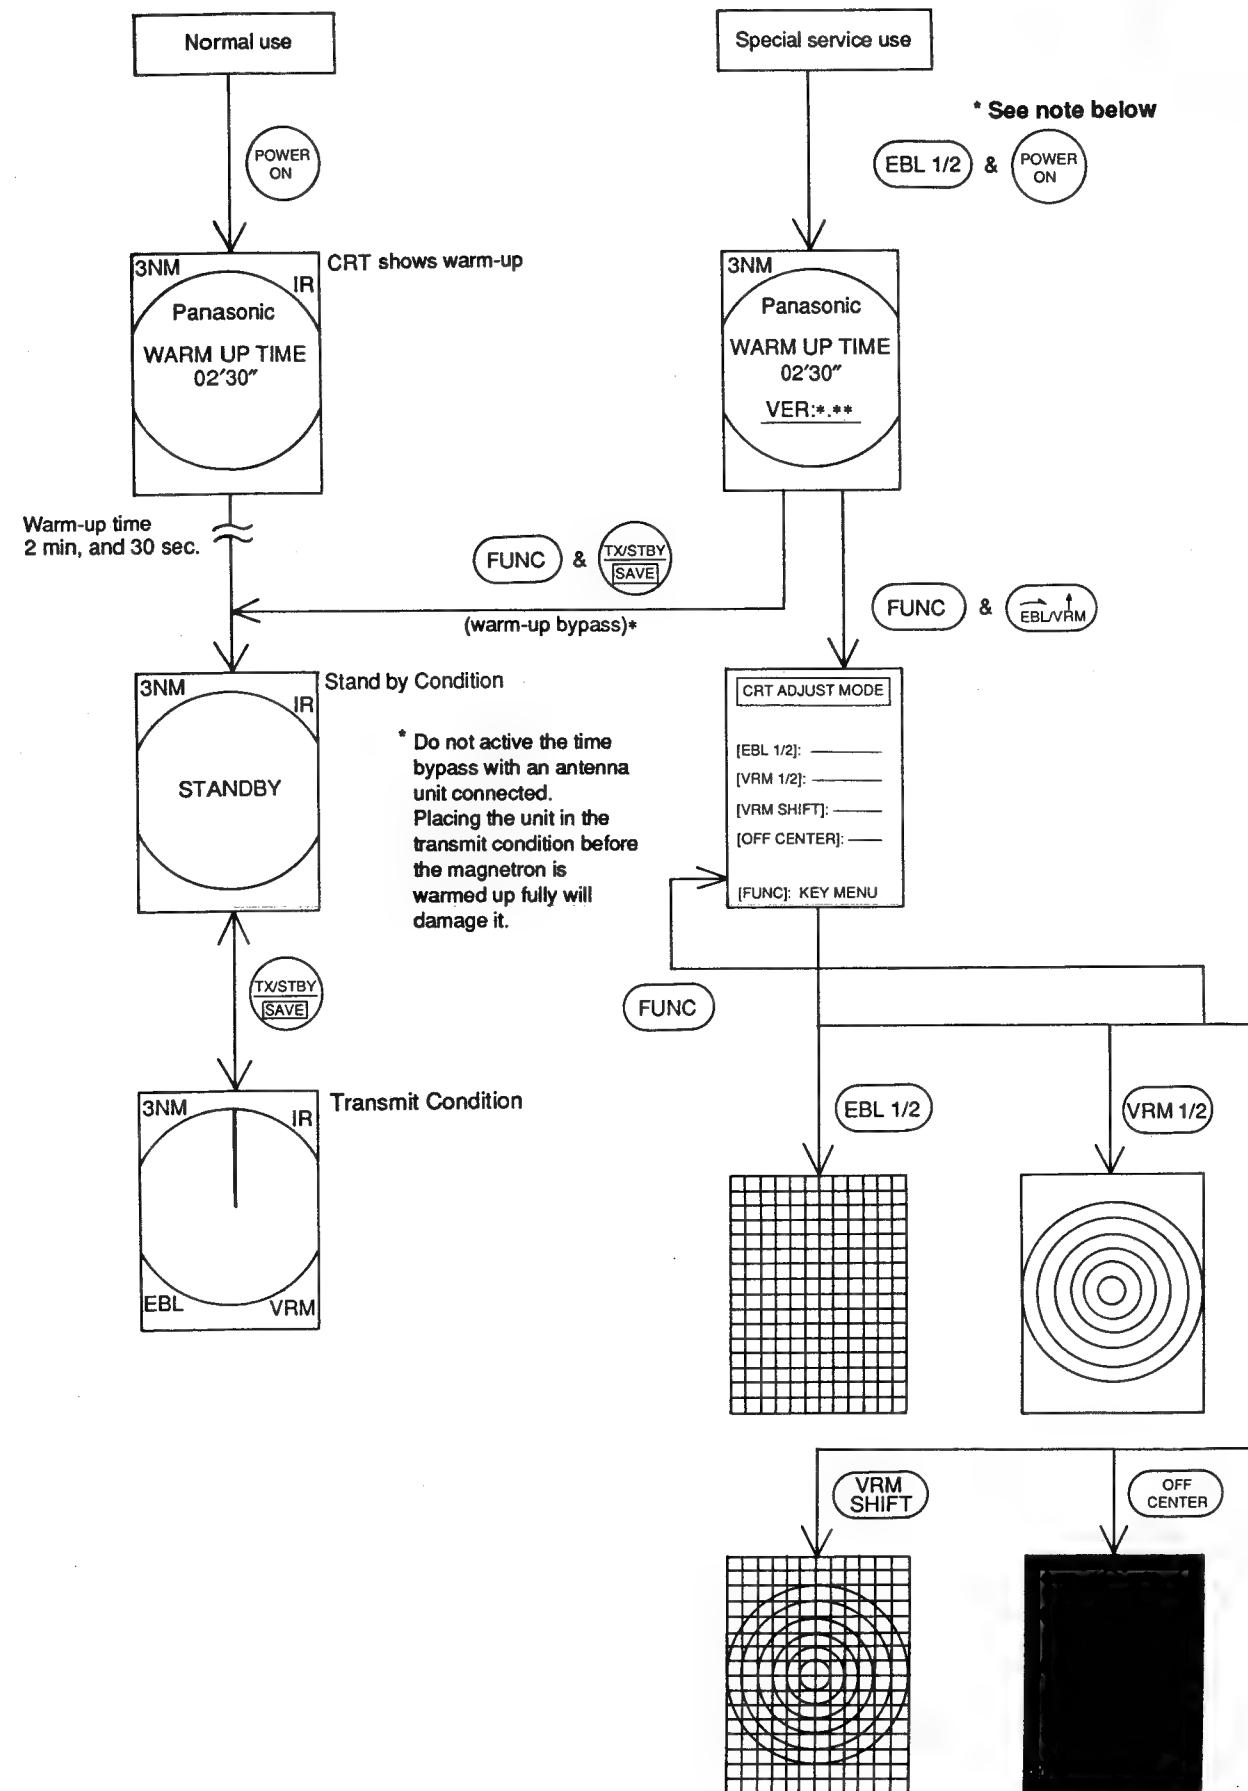 Normal use
Special service use
* See note below
POWER
ON
EBL 1/2 & POWER
ON
3NM
IR
CRT shows warm-up
Panasonic
WARM UP TIME
02′30″
3NM
Panasonic
WARM UP TIME
02′30″
VER:*.**
Warm-up time
2 min, and 30 sec.
FUNC & TX/STBY
SAVE
(warm-up bypass)*
FUNC & EBL/VRM
3NM
IR
Stand by Condition
STANDBY
* Do not active the time
bypass with an antenna
unit connected.
Placing the unit in the
transmit condition before
the magnetron is
warmed up fully will
damage it.
CRT ADJUST MODE
[EBL 1/2]:
[VRM 1/2]:
[VRM SHIFT]:
[OFF CENTER]:
[FUNC]: KEY MENU
TX/STBY
SAVE
FUNC
3NM
IR
Transmit Condition
EBL
VRM
EBL 1/2
VRM 1/2
VRM
SHIFT
OFF
CENTER